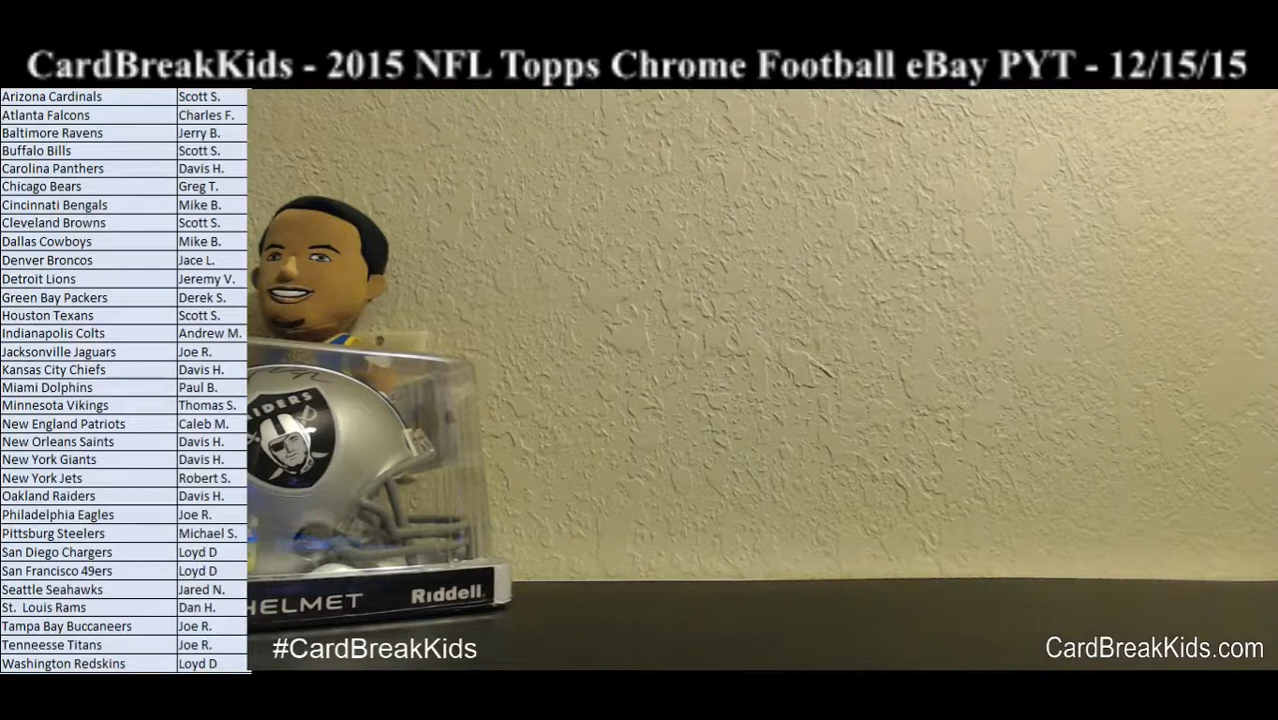 CardBreakKids - 2015 NFL Topps Chrome Football eBay PYT - 12/15/15
Arizona Cardinals Scott S.
Atlanta Falcons Charles F.
Baltimore Ravens Jerry B.
Buffalo Bills Scott S.
Carolina Panthers Davis H.
Chicago Bears Greg T.
Cincinnati Bengals Mike B.
Cleveland Browns Scott S.
Dallas Cowboys Mike B.
Denver Broncos Jace L.
Detroit Lions Jeremy V.
Green Bay Packers Derek S.
Houston Texans Scott S.
Indianapolis Colts Andrew M.
Jacksonville Jaguars Joe R.
Kansas City Chiefs Davis H.
Miami Dolphins Paul B.
Minnesota Vikings Thomas S.
New England Patriots Caleb M.
New Orleans Saints Davis H.
New York Giants Davis H.
New York Jets Robert S.
Oakland Raiders Davis H.
Philadelphia Eagles Joe R.
Pittsburg Steelers Michael S.
San Diego Chargers Loyd D
San Francisco 49ers Loyd D
Seattle Seahawks Jared N.
St. Louis Rams Dan H.
Tampa Bay Buccaneers Joe R.
Tenneesse Titans Joe R.
Washington Redskins Loyd D
RAIDERS
HELMET Riddell
#CardBreakKids
CardBreakKids.com